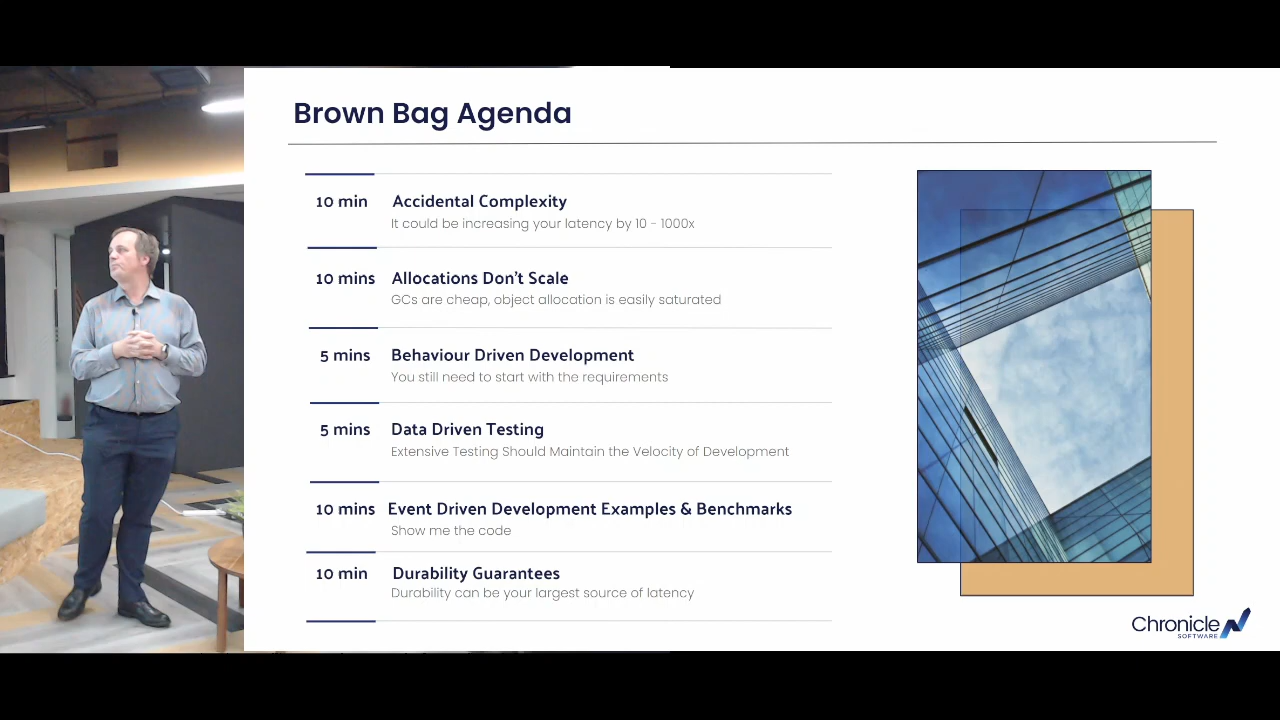 Brown Bag Agenda
10 min Accidental Complexity
It could be increasing your latency by 10 - 1000x
10 mins Allocations Don't Scale
GCs are cheap, object allocation is easily saturated
5 mins Behaviour Driven Development
You still need to start with the requirements
5 mins Data Driven Testing
Extensive Testing Should Maintain the Velocity of Development
10 mins Event Driven Development Examples & Benchmarks
Show me the code
10 min Durability Guarantees
Durability can be your largest source of latency
Chronicle
SOFTWARE